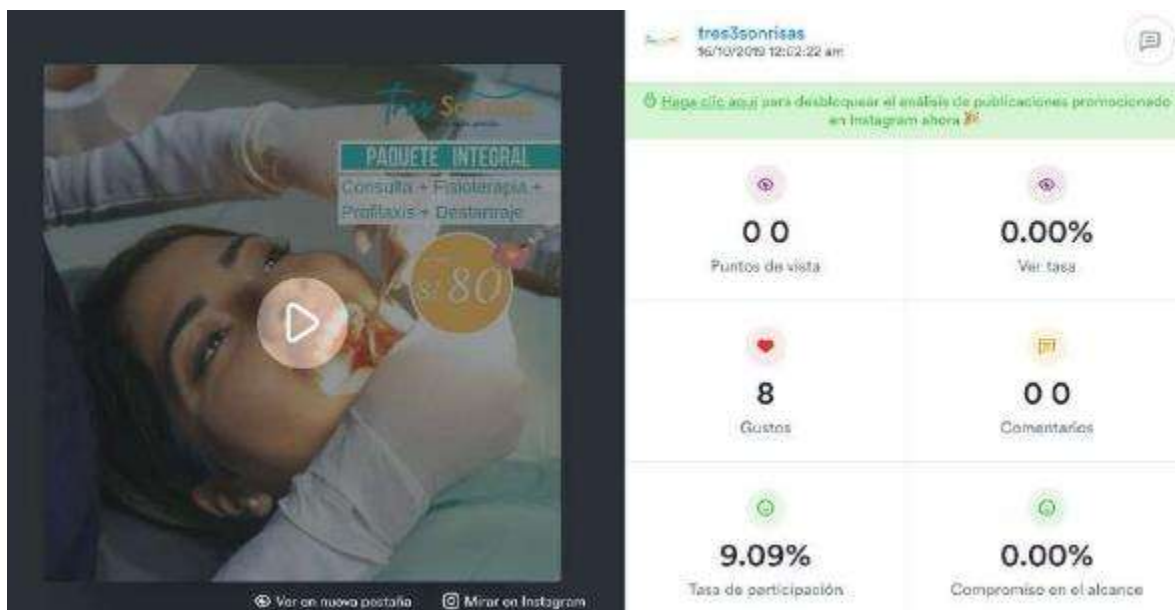 tres Sonrisas
PAQUETE INTEGRAL
Consulta + Fisioterapia +
Profilaxis + Destartraje
S/ 80
Ver en nueva pestaña
Mirar en Instagram
tres3sonrisas
16/10/2019 12:02:22 am
Haga clic aquí para desbloquear el análisis de publicaciones promocionado
en Instagram ahora
0 0
0.00%
Puntos de vista
Ver tasa
8
0 0
Gustos
Comentarios
9.09%
0.00%
Tasa de participación
Compromiso en el alcance